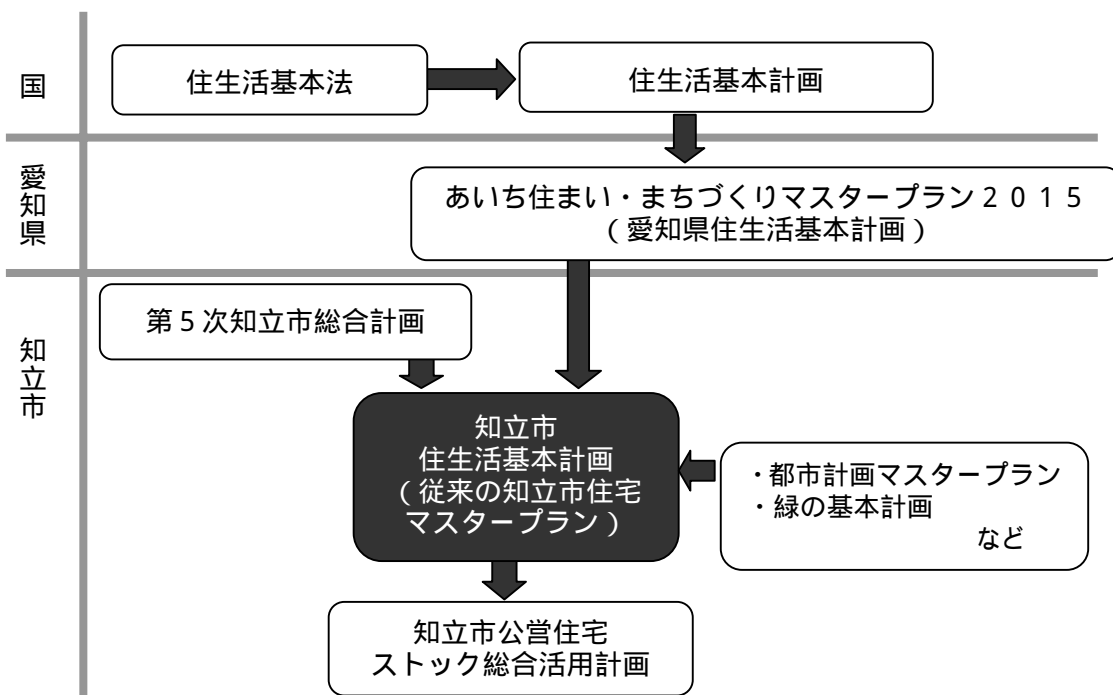 国
住生活基本法
住生活基本計画
愛知県
あいち住まい・まちづくりマスタープラン２０１５
（愛知県住生活基本計画）
知立市
第５次知立市総合計画
知立市
住生活基本計画
（従来の知立市住宅
マスタープラン）
・都市計画マスタープラン
・緑の基本計画
など
知立市公営住宅
ストック総合活用計画